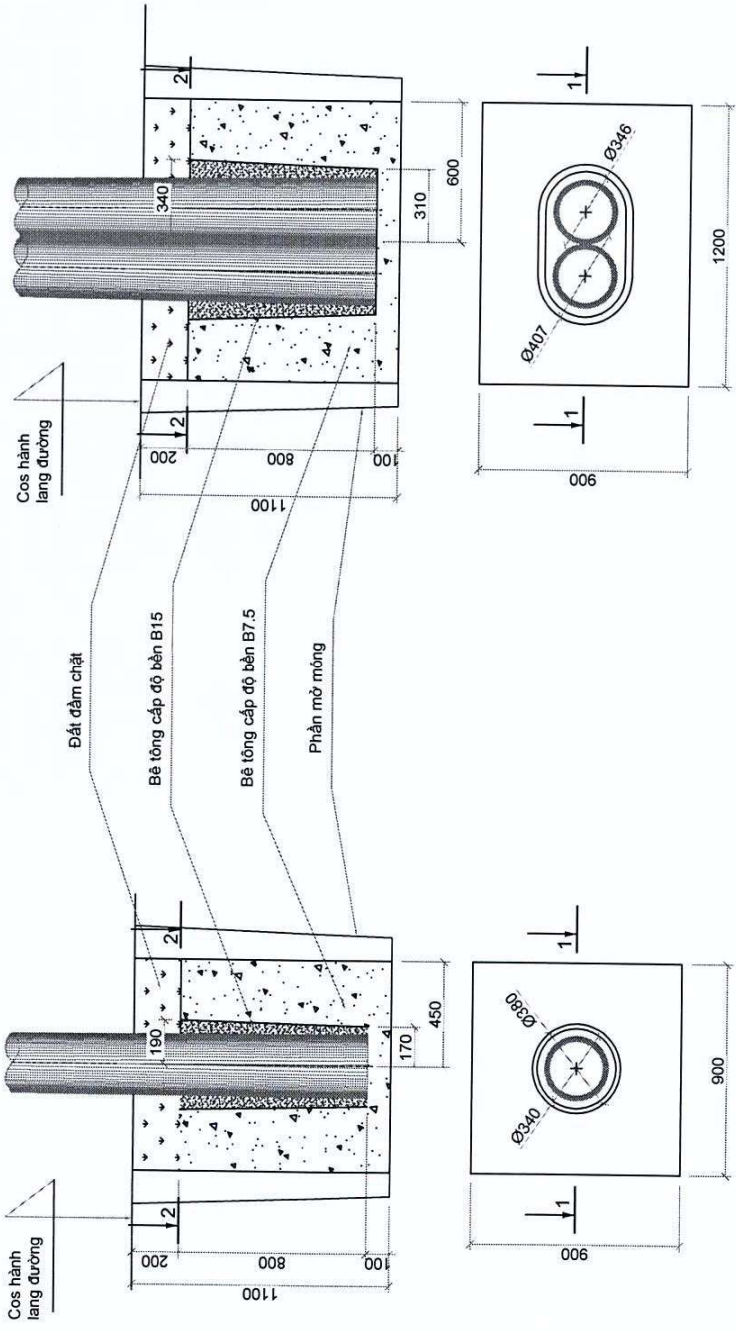 Cos hành
lang đường
200
800
100
1100
2
2
190
170
450
Đất đầm chặt
Bê tông cấp độ bền B15
Bê tông cấp độ bền B7.5
Phần mở móng
Cos hành
lang đường
200
800
100
1100
2
2
340
310
600
1
1
Ø340
Ø380
900
900
1
1
Ø407
Ø346
900
1200